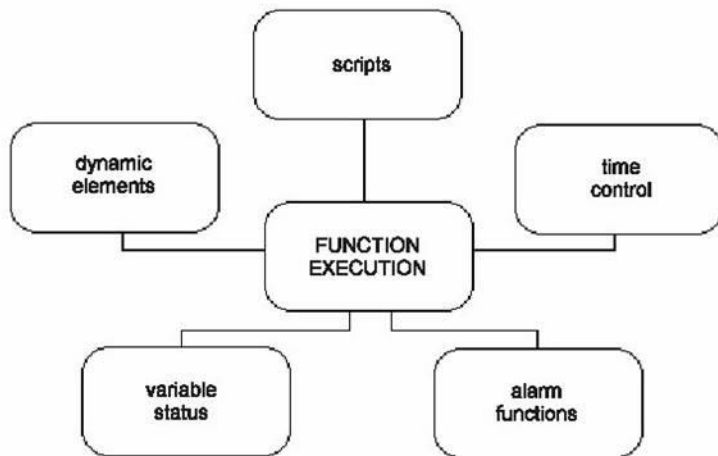 scripts
dynamic
elements
time
control
FUNCTION
EXECUTION
variable
status
alarm
functions